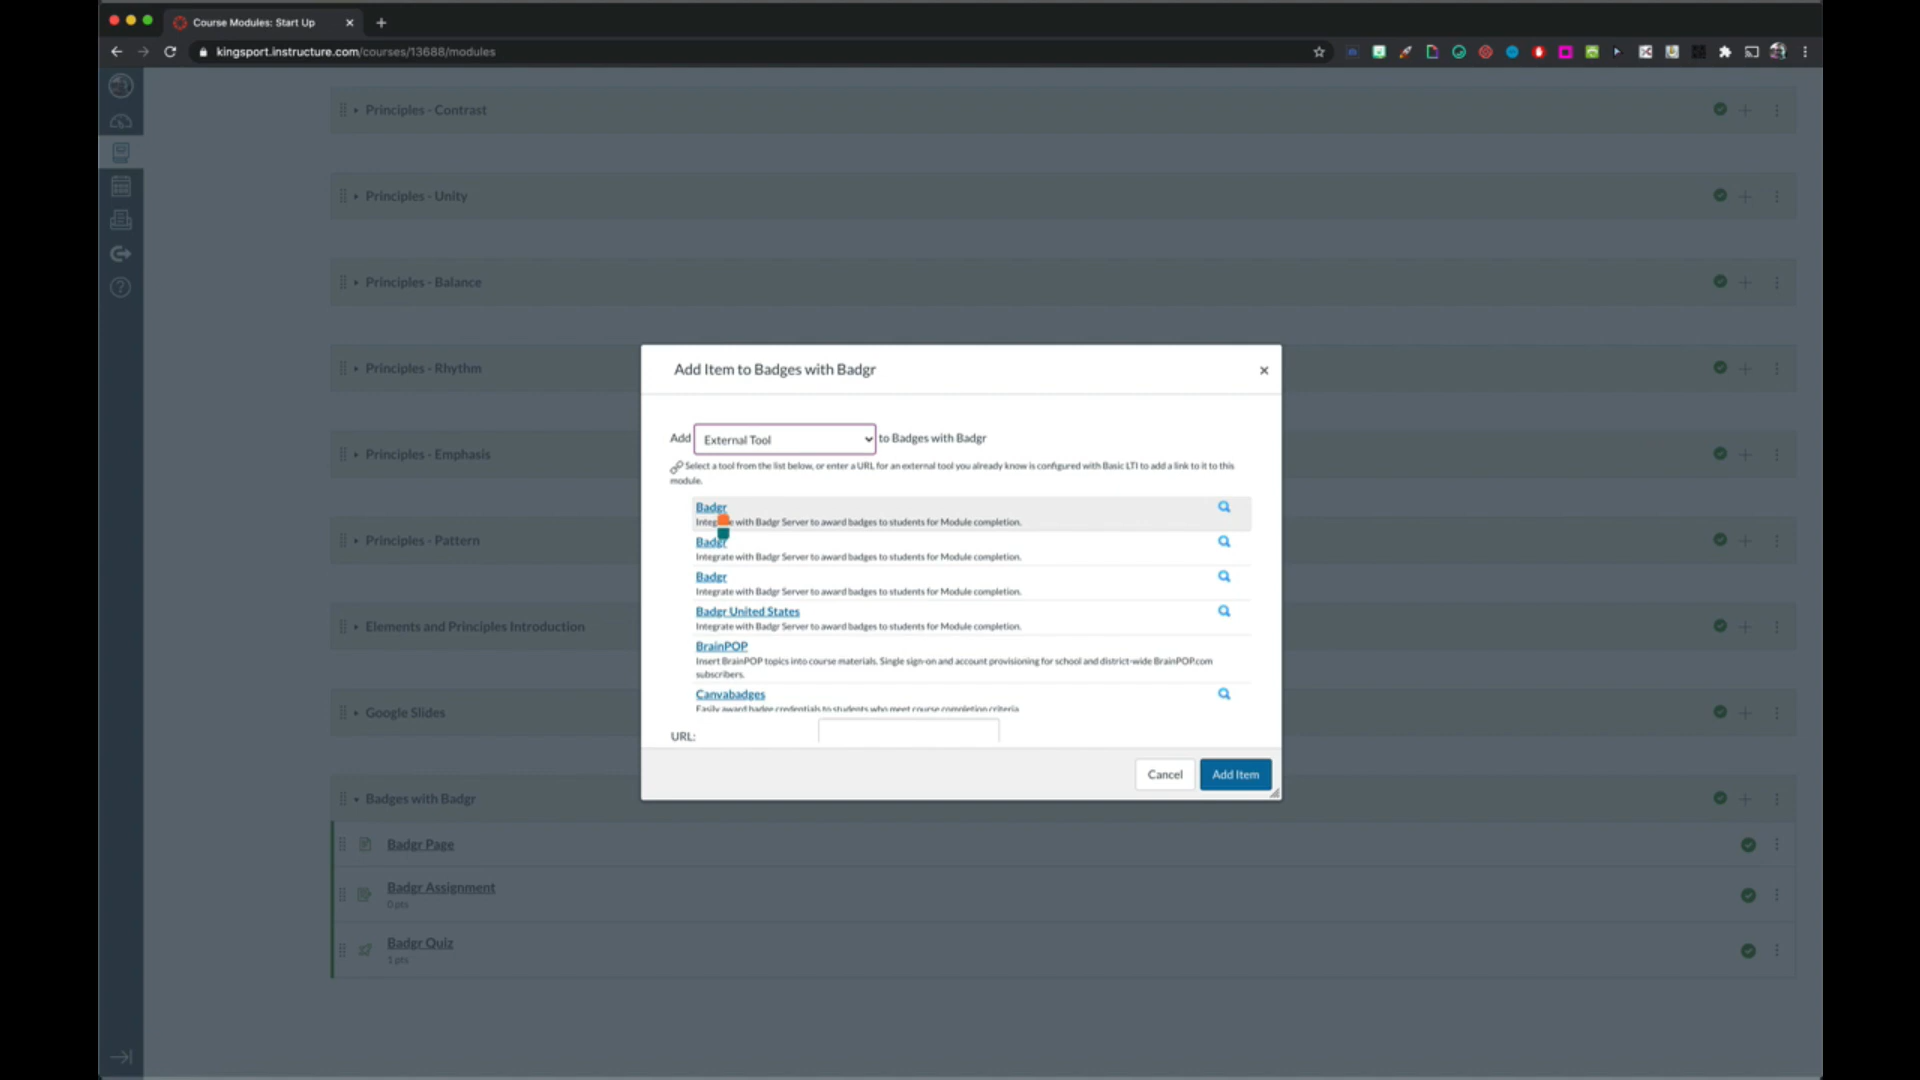 Course Modules: Start Up
kingsport.instructure.com/courses/13688/modules
Principles - Contrast
Principles - Unity
Principles - Balance
Principles - Rhythm
Principles - Emphasis
Principles - Pattern
Elements and Principles Introduction
Google Slides
Badges with Badgr
Badgr Page
Badgr Assignment
0 pts
Badgr Quiz
1 pts
Add Item to Badges with Badgr
Add External Tool to Badges with Badgr
Select a tool from the list below, or enter a URL for an external tool you already know is configured with Basic LTI to add a link to it to this
module.
Badgr
with Badgr Server to award badges to students for Module completion.
Badgr
Integrate with Badgr Server to award badges to students for Module completion.
Badgr
Integrate with Badgr Server to award badges to students for Module completion.
Badgr United States
Integrate with Badgr Server to award badges to students for Module completion.
BrainPOP
Insert BrainPOP topics into course materials. Single sign-on and account provisioning for school and district-wide BrainPOP.com
subscribers.
Canvabadges
Easily award badge credentials to students who meet course completion criteria
URL:
Cancel
Add Item